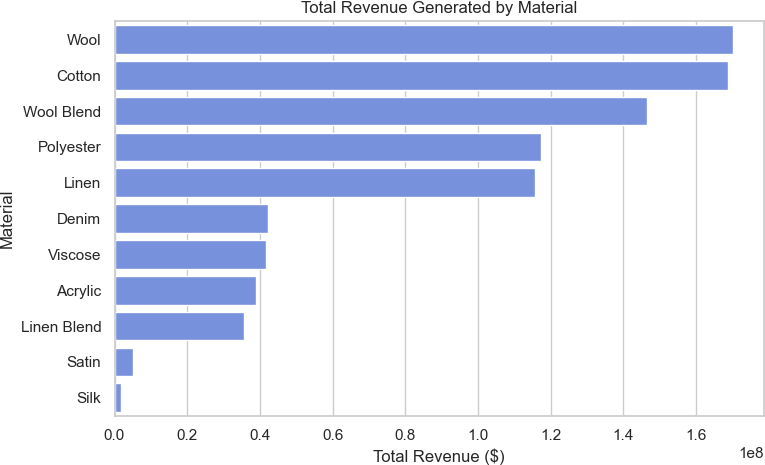 Total Revenue Generated by Material
Material
Wool
Cotton
Wool Blend
Polyester
Linen
Denim
Viscose
Acrylic
Linen Blend
Satin
Silk
0.0 0.2 0.4 0.6 0.8 1.0 1.2 1.4 1.6
1e8
Total Revenue ($)